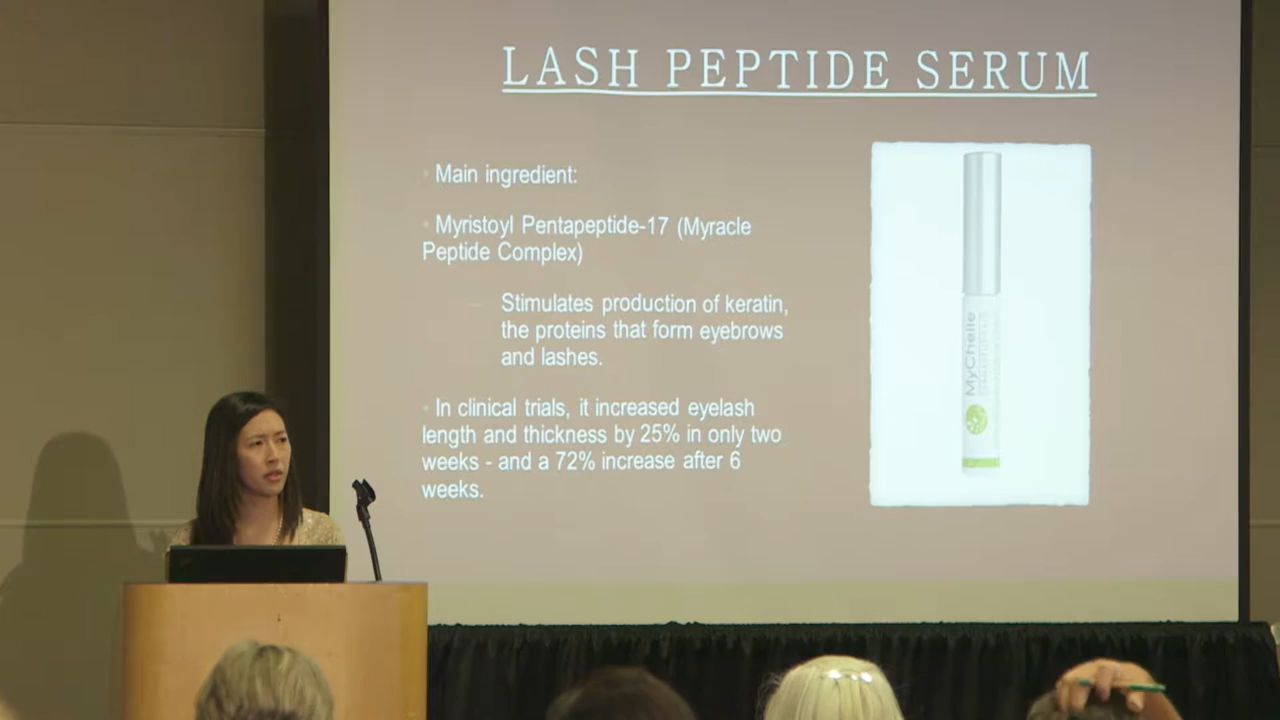 LASH PEPTIDE SERUM
Main ingredient:
Myristoyl Pentapeptide-17 (Myracle
Peptide Complex)
Stimulates production of keratin,
the proteins that form eyebrows
and lashes.
In clinical trials, it increased eyelash
length and thickness by 25% in only two
weeks - and a 72% increase after 6
weeks.
MyChelle